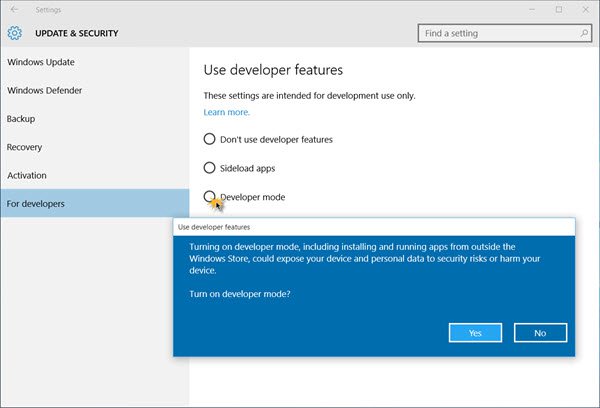 Settings
UPDATE & SECURITY
Find a setting
Windows Update
Windows Defender
Backup
Recovery
Activation
For developers
Use developer features
These settings are intended for development use only.
Learn more.
Don't use developer features
Sideload apps
Developer mode
Use developer features
Turning on developer mode, including installing and running apps from outside the
Windows Store, could expose your device and personal data to security risks or harm your
device.
Turn on developer mode?
Yes
No